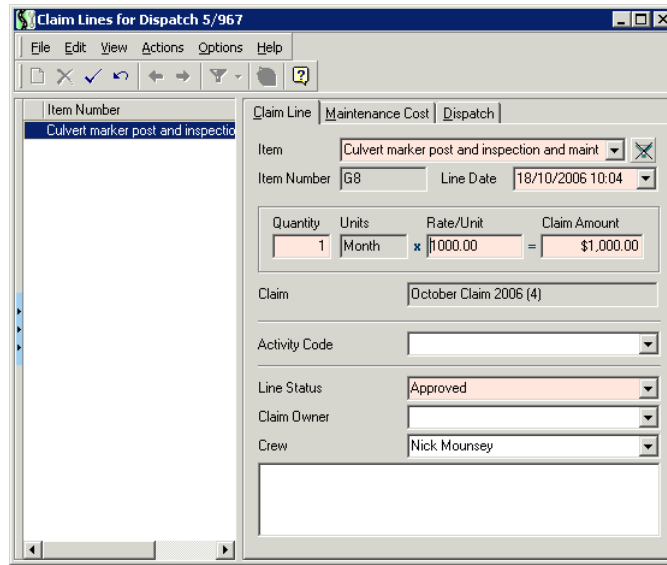 Claim Lines for Dispatch 5/967
File Edit View Actions Options Help
Item Number
Culvert marker post and inspectio
Claim Line Maintenance Cost Dispatch
Item Culvert marker post and inspection and maint
Item Number G8 Line Date 18/10/2006 10:04
Quantity Units Rate/Unit Claim Amount
1 Month x 1000.00 = $1,000.00
Claim October Claim 2006 (4)
Activity Code
Line Status Approved
Claim Owner
Crew Nick Mounsey